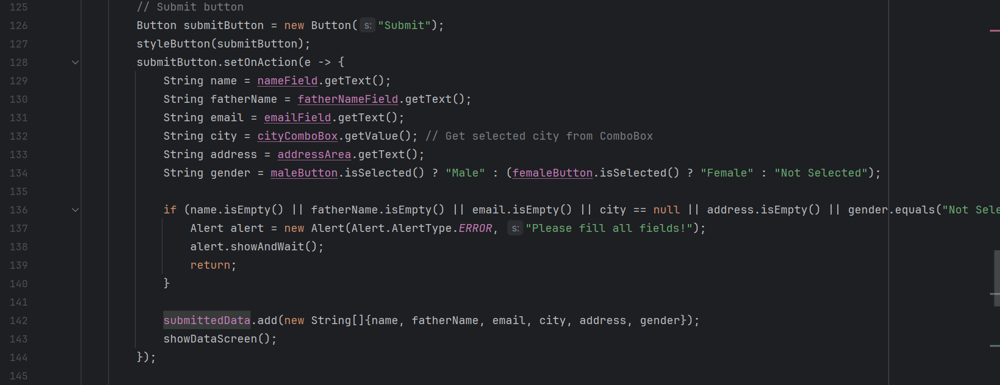 125 // Submit button
126 Button submitButton = new Button( s: "Submit");
127 styleButton(submitButton);
128 submitButton.setOnAction(e -> {
129 String name = nameField.getText();
130 String fatherName = fatherNameField.getText();
131 String email = emailField.getText();
132 String city = cityComboBox.getValue(); // Get selected city from ComboBox
133 String address = addressArea.getText();
134 String gender = maleButton.isSelected() ? "Male" : (femaleButton.isSelected() ? "Female" : "Not Selected");
135
136 if (name.isEmpty() || fatherName.isEmpty() || email.isEmpty() || city == null || address.isEmpty() || gender.equals("Not Sele
137 Alert alert = new Alert(Alert.AlertType.ERROR, s: "Please fill all fields!");
138 alert.showAndWait();
139 return;
140 }
141
142 submittedData.add(new String[]{name, fatherName, email, city, address, gender});
143 showDataScreen();
144 });
145